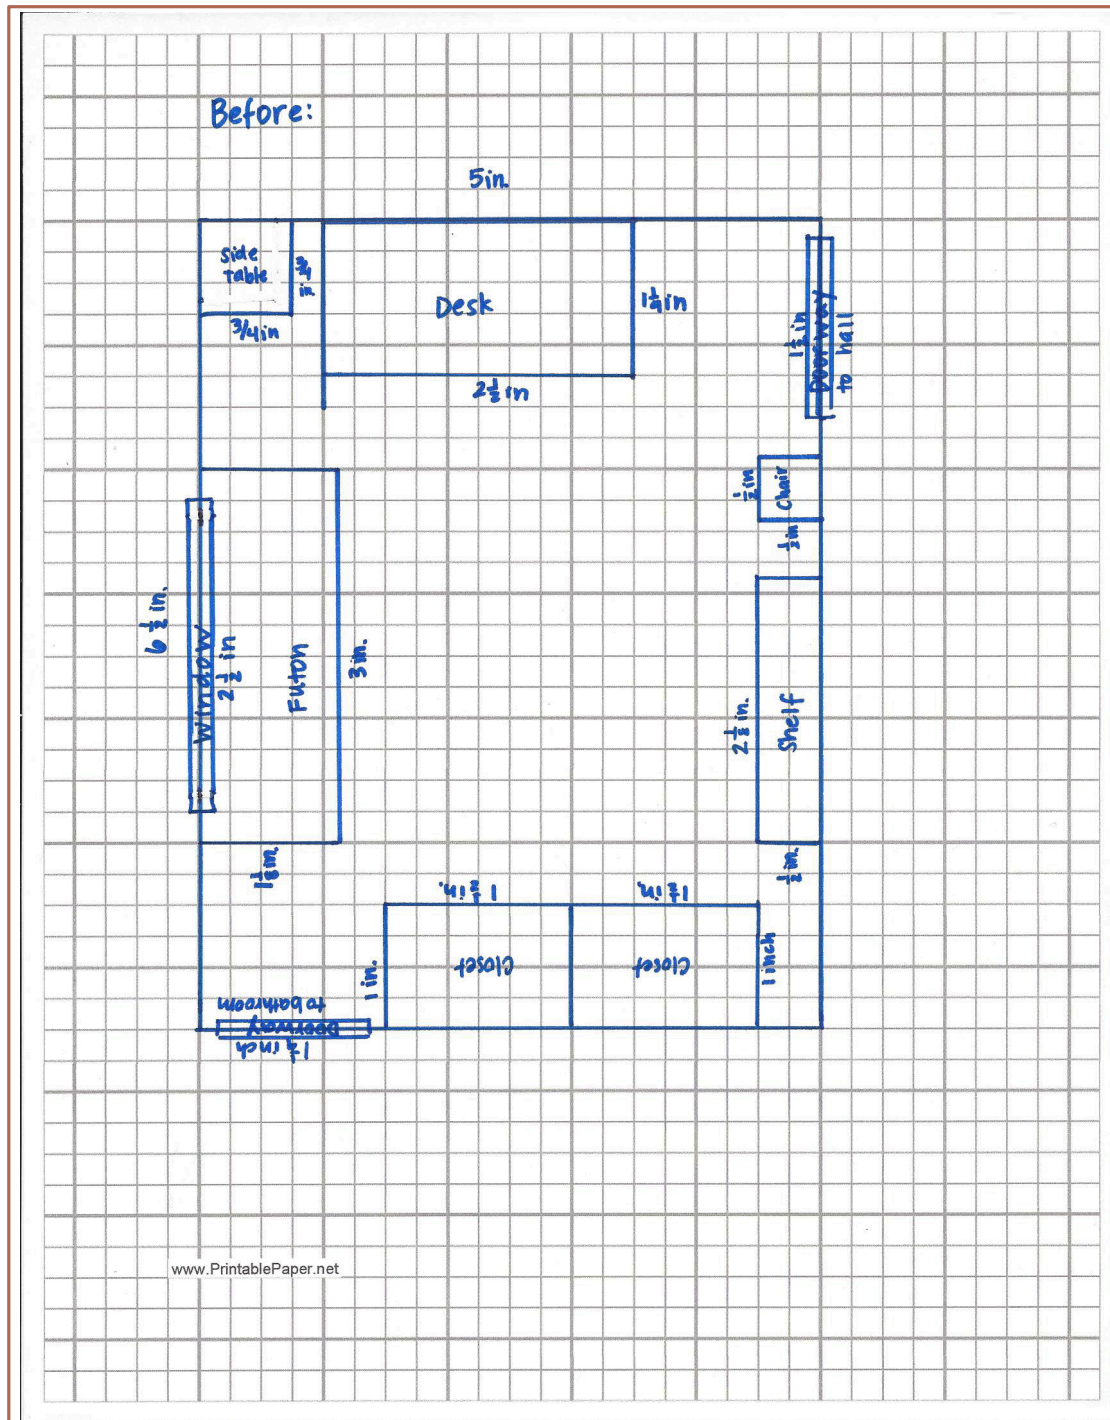 Before:
5in.
Side
Table
3/4
in
3/4in
Desk
1 1/4 in
2 1/2 in
1 1/2 in
Doorway
to hall
1/2 in
Chair
1/2 in
6 1/2 in.
Window
2 1/2 in
Futon
3 in.
2 1/8 in.
Shelf
1 1/8 in.
1/2 in.
1 1/2 in.
1 1/2 in.
1 in.
Closet
Closet
1 inch
Doorway
to bathroom
1 1/4 inch
www.PrintablePaper.net